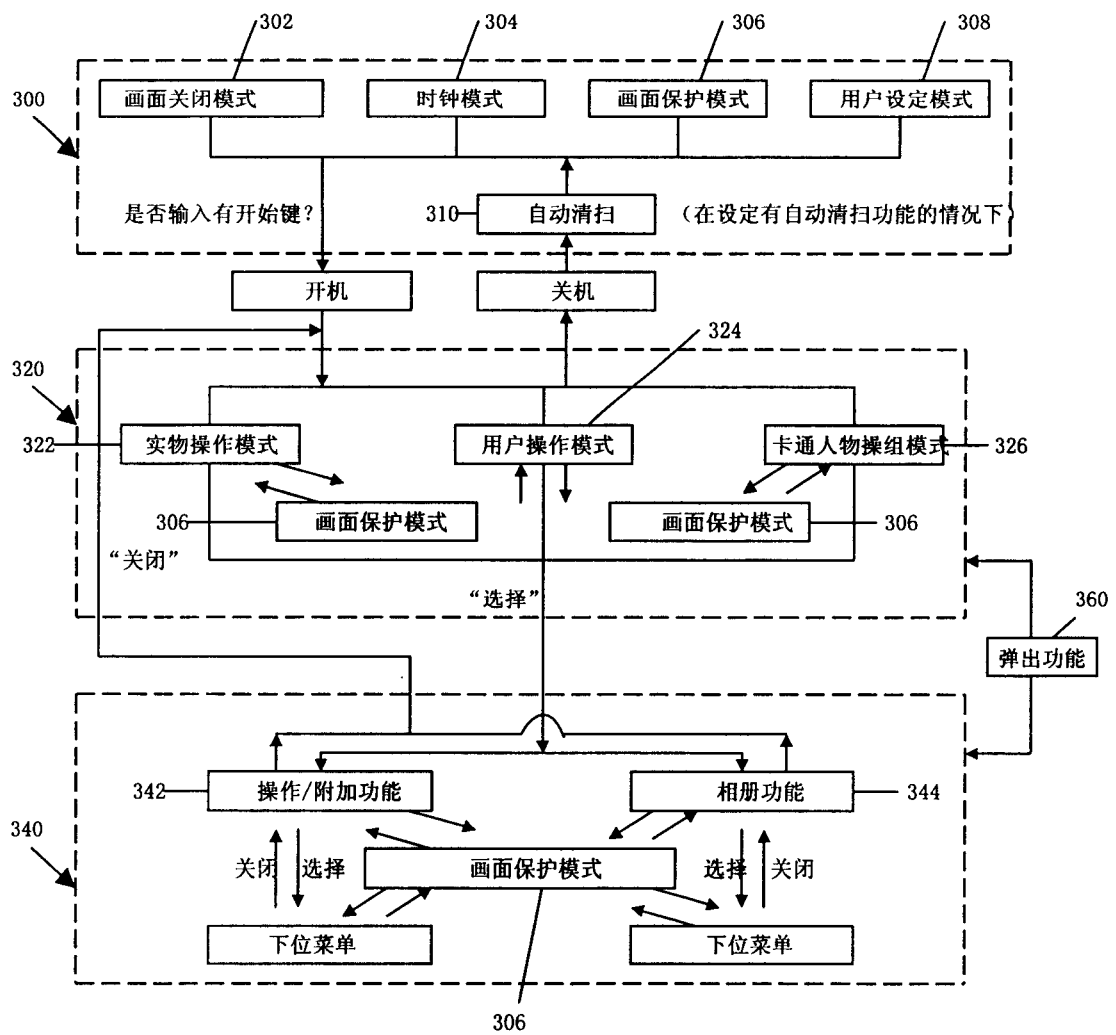 302
304
306
308
300
画面关闭模式
时钟模式
画面保护模式
用户设定模式
是否输入有开始键？
310
自动清扫
（在设定有自动清扫功能的情况下）
开机
关机
324
320
322
实物操作模式
用户操作模式
卡通人物操组模式
326
306
画面保护模式
画面保护模式
306
“关闭”
“选择”
360
弹出功能
342
操作/附加功能
相册功能
344
340
关闭
选择
画面保护模式
选择
关闭
下位菜单
下位菜单
306